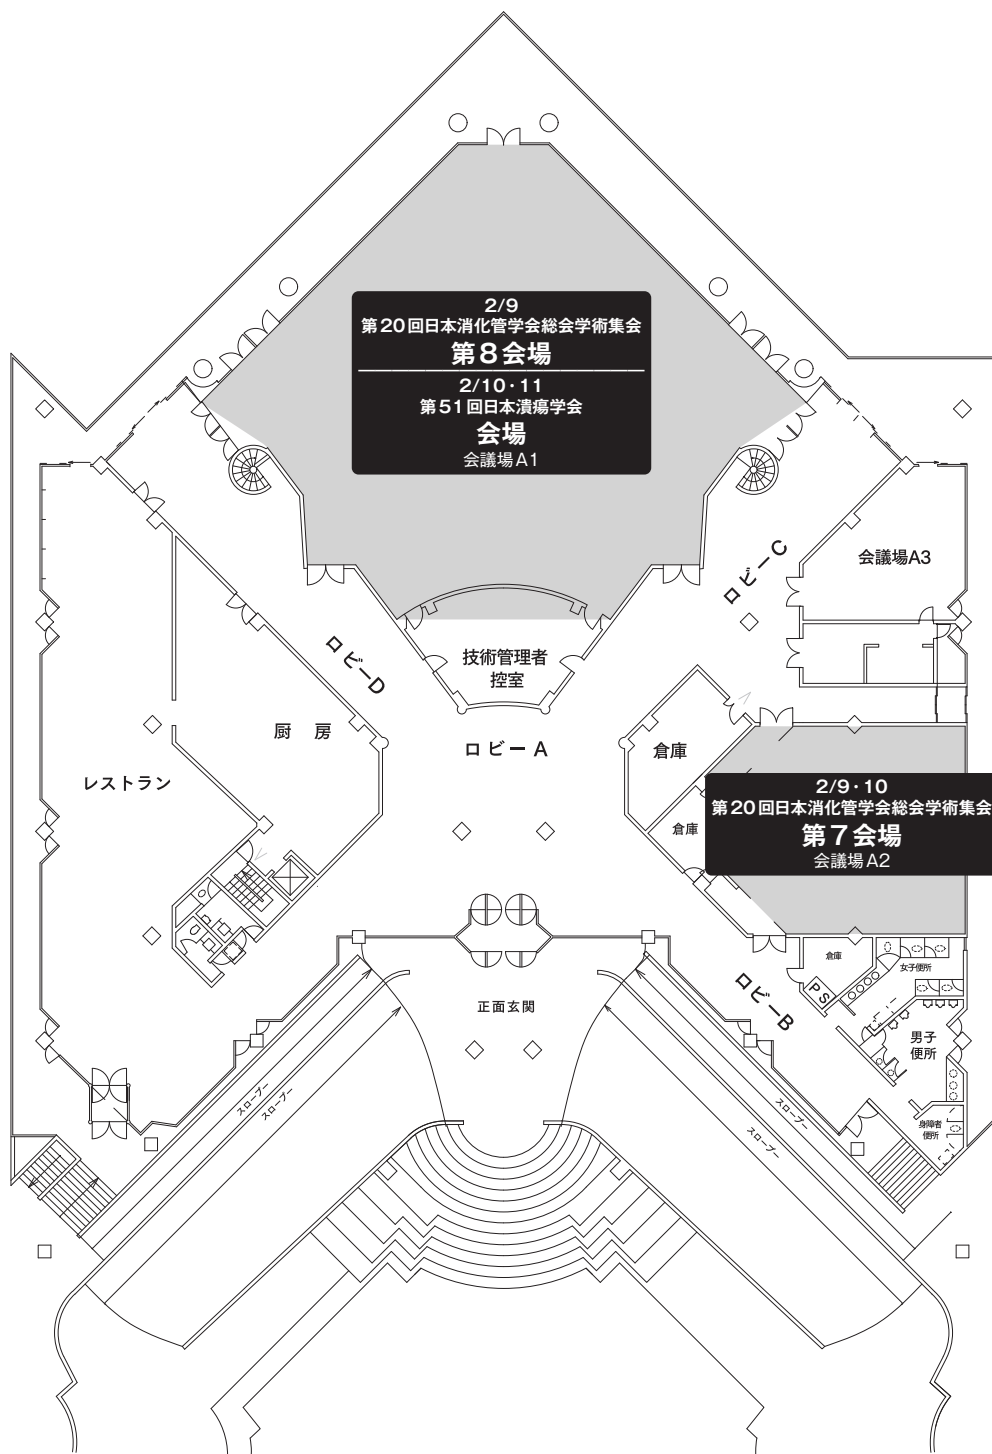 2/9
第20回日本消化管学会総会学術集会
第8会場
2/10・11
第51回日本潰瘍学会
会場
会議場A1
ロビーC
会議場A3
ロビーD
技術管理者
控室
厨 房
ロビーA
倉庫
レストラン
2/9・10
第20回日本消化管学会総会学術集会
第7会場
会議場A2
倉庫
倉庫
女子便所
PS
ロビーB
正面玄関
男子
便所
スロープー
スロープー
スロープー
スロープー
身障者
便所